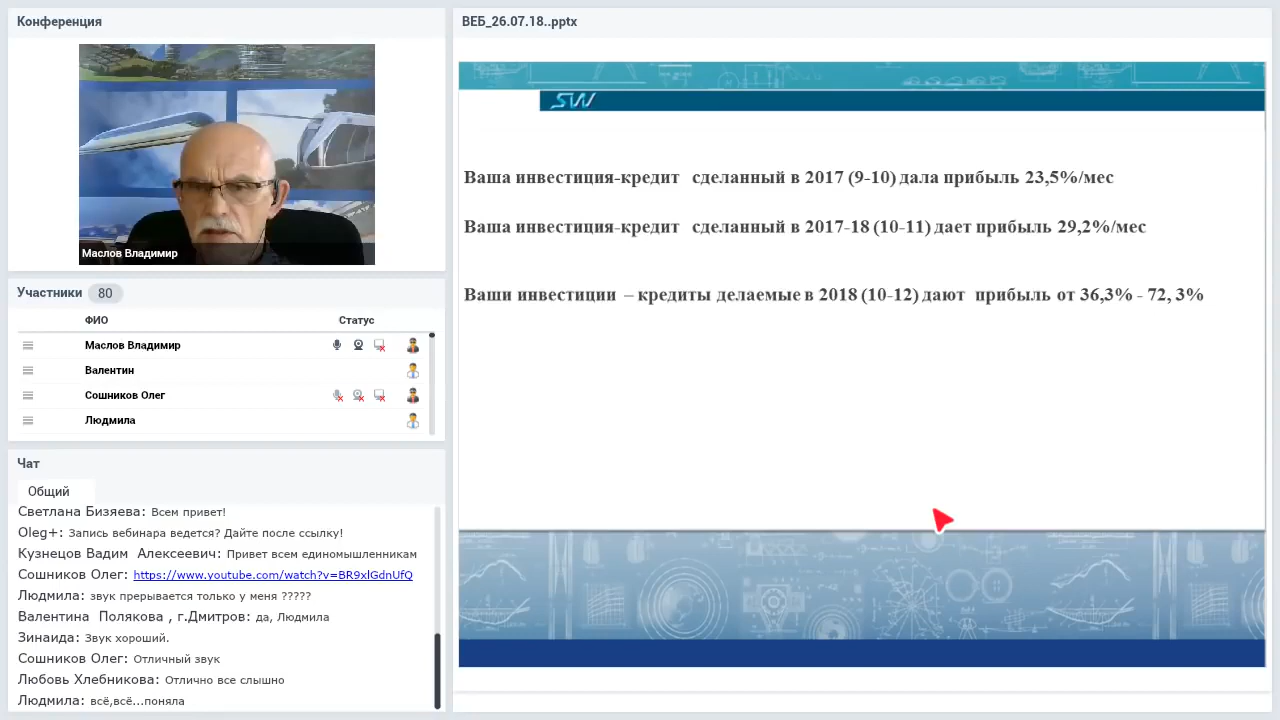 Конференция
Маслов Владимир
Участники 80
ФИО Статус
Маслов Владимир
Валентин
Сошников Олег
Людмила
Чат
Общий
Светлана Бизяева: Всем привет!
Oleg+: Запись вебинара ведется? Дайте после ссылку!
Кузнецов Вадим Алексеевич: Привет всем единомышленникам
Сошников Олег: https://www.youtube.com/watch?v=BR9xlGdnUfQ
Людмила: звук прерывается только у меня ?????
Валентина Полякова , г.Дмитров: да, Людмила
Зинаида: Звук хороший.
Сошников Олег: Отличный звук
Любовь Хлебникова: Отлично все слышно
Людмила: всё,всё...поняла
ВЕБ_26.07.18..pptx
SW
Ваша инвестиция-кредит сделанный в 2017 (9-10) дала прибыль 23,5%/мес
Ваша инвестиция-кредит сделанный в 2017-18 (10-11) дает прибыль 29,2%/мес
Ваши инвестиции – кредиты делаемые в 2018 (10-12) дают прибыль от 36,3% - 72, 3%